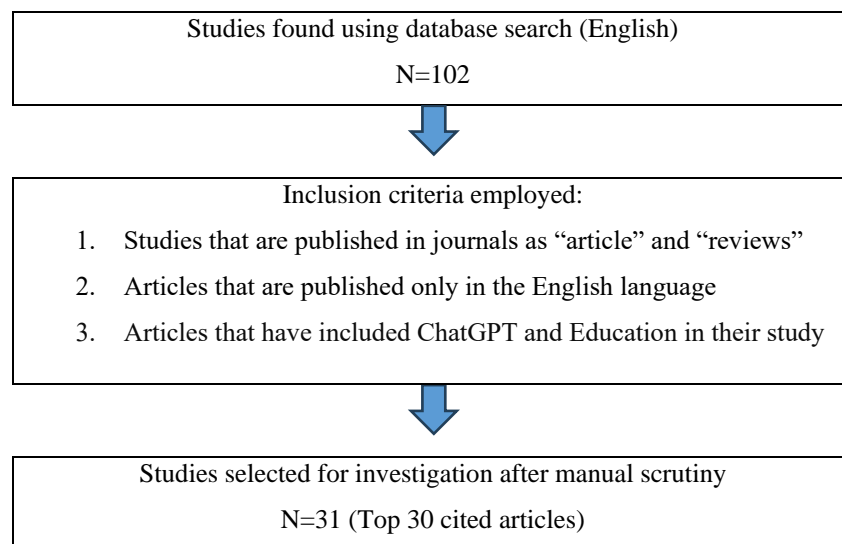 Studies found using database search (English)
N=102
Inclusion criteria employed:
1. Studies that are published in journals as “article” and “reviews”
2. Articles that are published only in the English language
3. Articles that have included ChatGPT and Education in their study
Studies selected for investigation after manual scrutiny
N=31 (Top 30 cited articles)